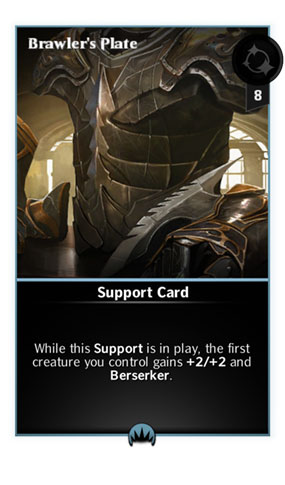 Brawler's Plate
8
Support Card
While this Support is in play, the first
creature you control gains +2/+2 and
Berserker.